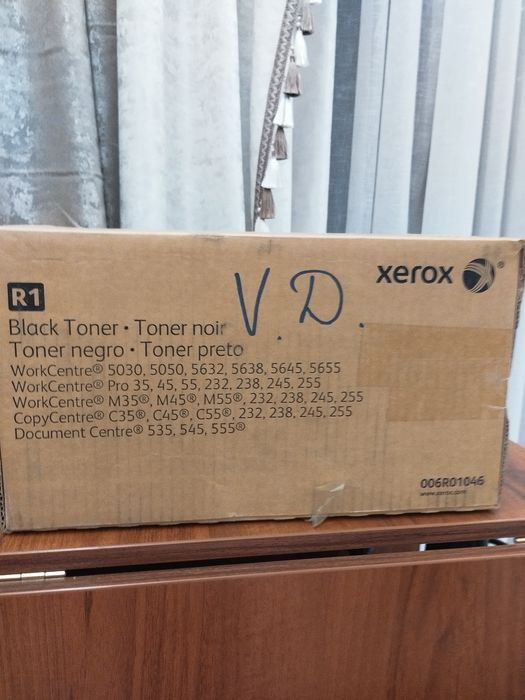 xerox®
R1
V.D.
Black Toner • Toner noir
Toner negro • Toner preto
WorkCentre® 5030, 5050, 5632, 5638, 5645, 5655
WorkCentre® Pro 35, 45, 55, 232, 238, 245, 255
WorkCentre® M35®, M45®, M55®, 232, 238, 245, 255
CopyCentre® C35®, C45®, C55®, 232, 238, 245, 255
Document Centre® 535, 545, 555®
006R01046
www.xerox.com